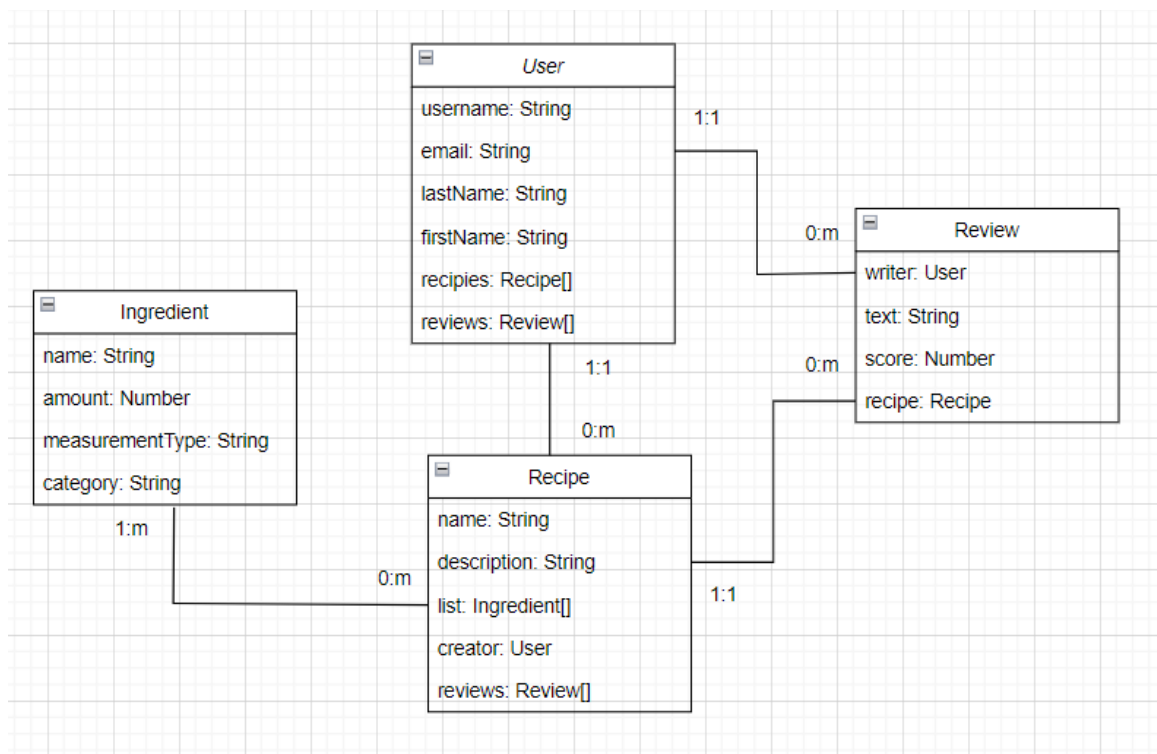 User
username: String
email: String
lastName: String
firstName: String
recipies: Recipe[]
reviews: Review[]
1:1
0:m
Review
writer: User
text: String
score: Number
recipe: Recipe
0:m
1:1
1:1
0:m
Ingredient
name: String
amount: Number
measurementType: String
category: String
1:m
0:m
Recipe
name: String
description: String
list: Ingredient[]
creator: User
reviews: Review[]